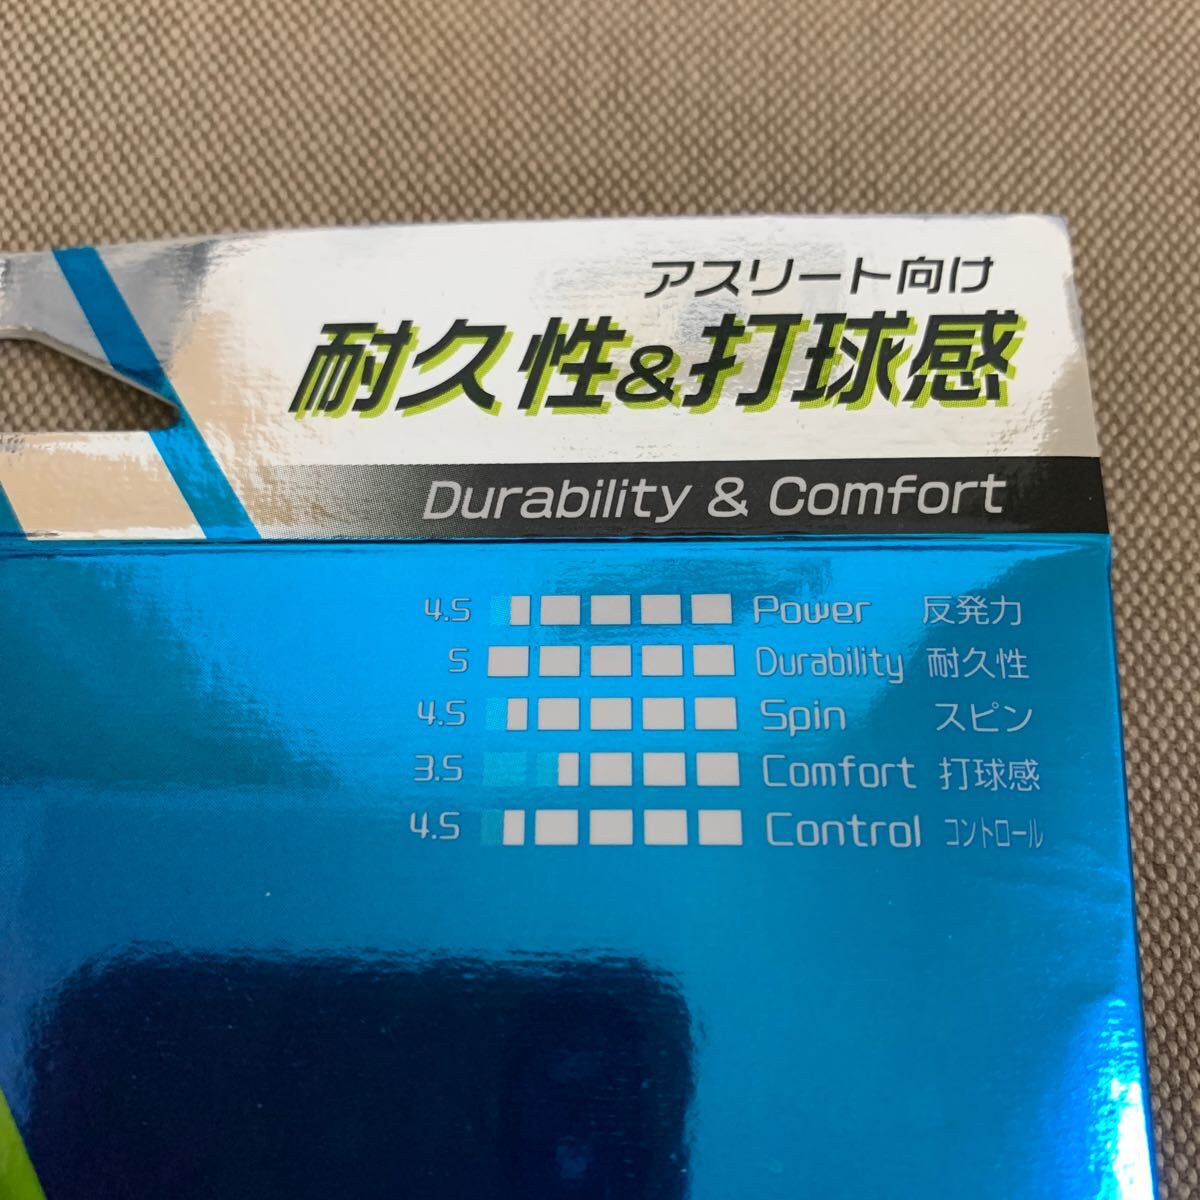 アスリート向け
耐久性&打球感
Durability & Comfort
4.5 Power 反発力
5 Durability 耐久性
4.5 Spin スピン
3.5 Comfort 打球感
4.5 Control コントロール